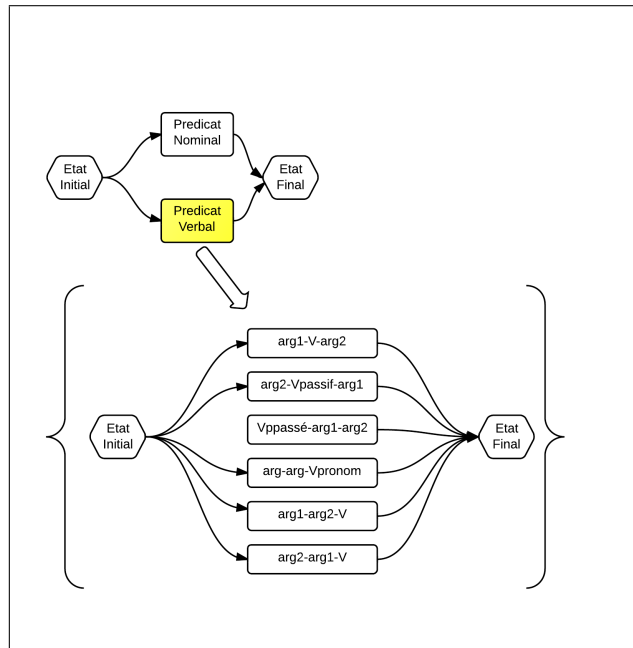 Predicat
Nominal
Etat
Initial
Etat
Final
Predicat
Verbal
arg1-V-arg2
arg2-Vpassif-arg1
Vppassé-arg1-arg2
Etat
Initial
Etat
Final
arg-arg-Vpronom
arg1-arg2-V
arg2-arg1-V